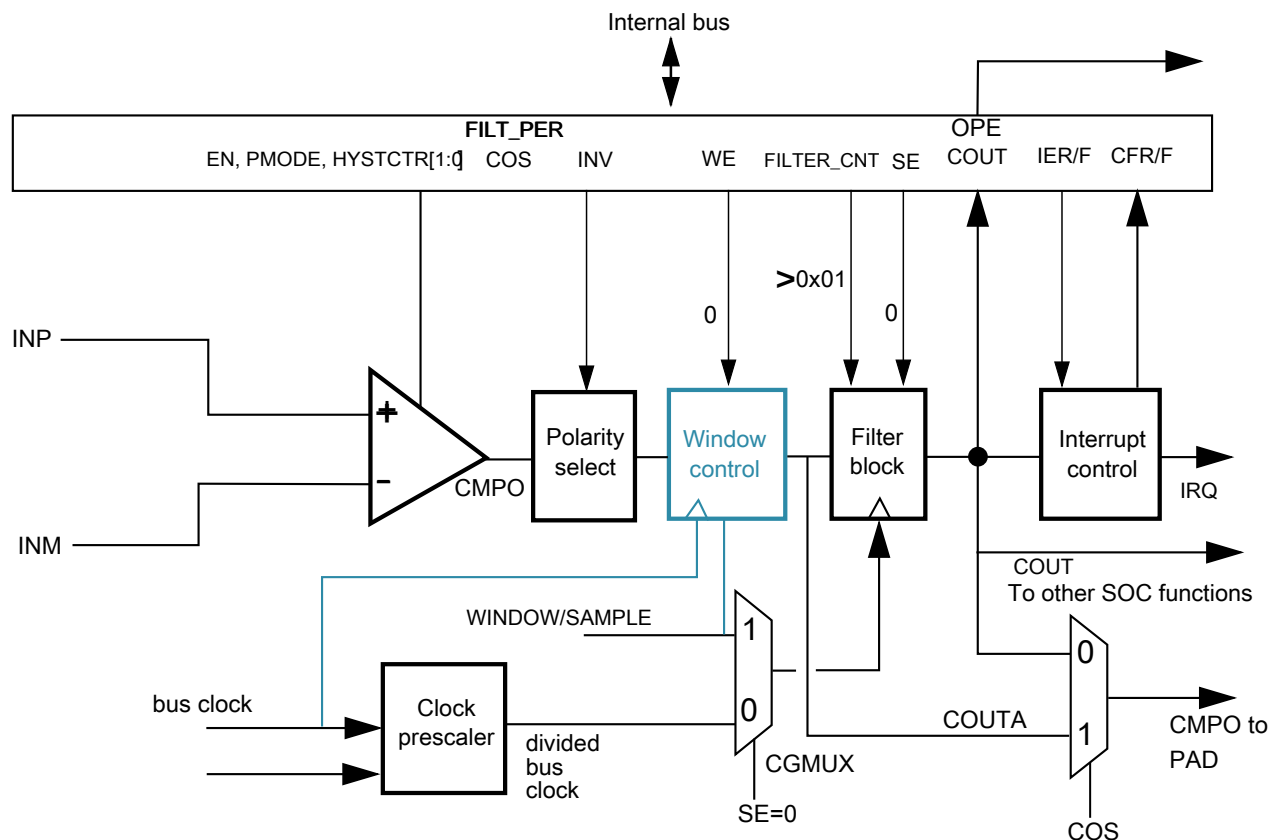 Internal bus
FILT_PER
OPE
EN, PMODE, HYSTCTR[1:0]
COS
INV
WE
FILTER_CNT
SE
COUT
IER/F
CFR/F
>0x01
0
0
INP
+
-
INM
CMPO
Polarity
select
Window
control
Filter
block
Interrupt
control
IRQ
COUT
To other SOC functions
WINDOW/SAMPLE
1
0
bus clock
Clock
prescaler
divided
bus
clock
CGMUX
SE=0
0
1
COUTA
CMPO to
PAD
COS